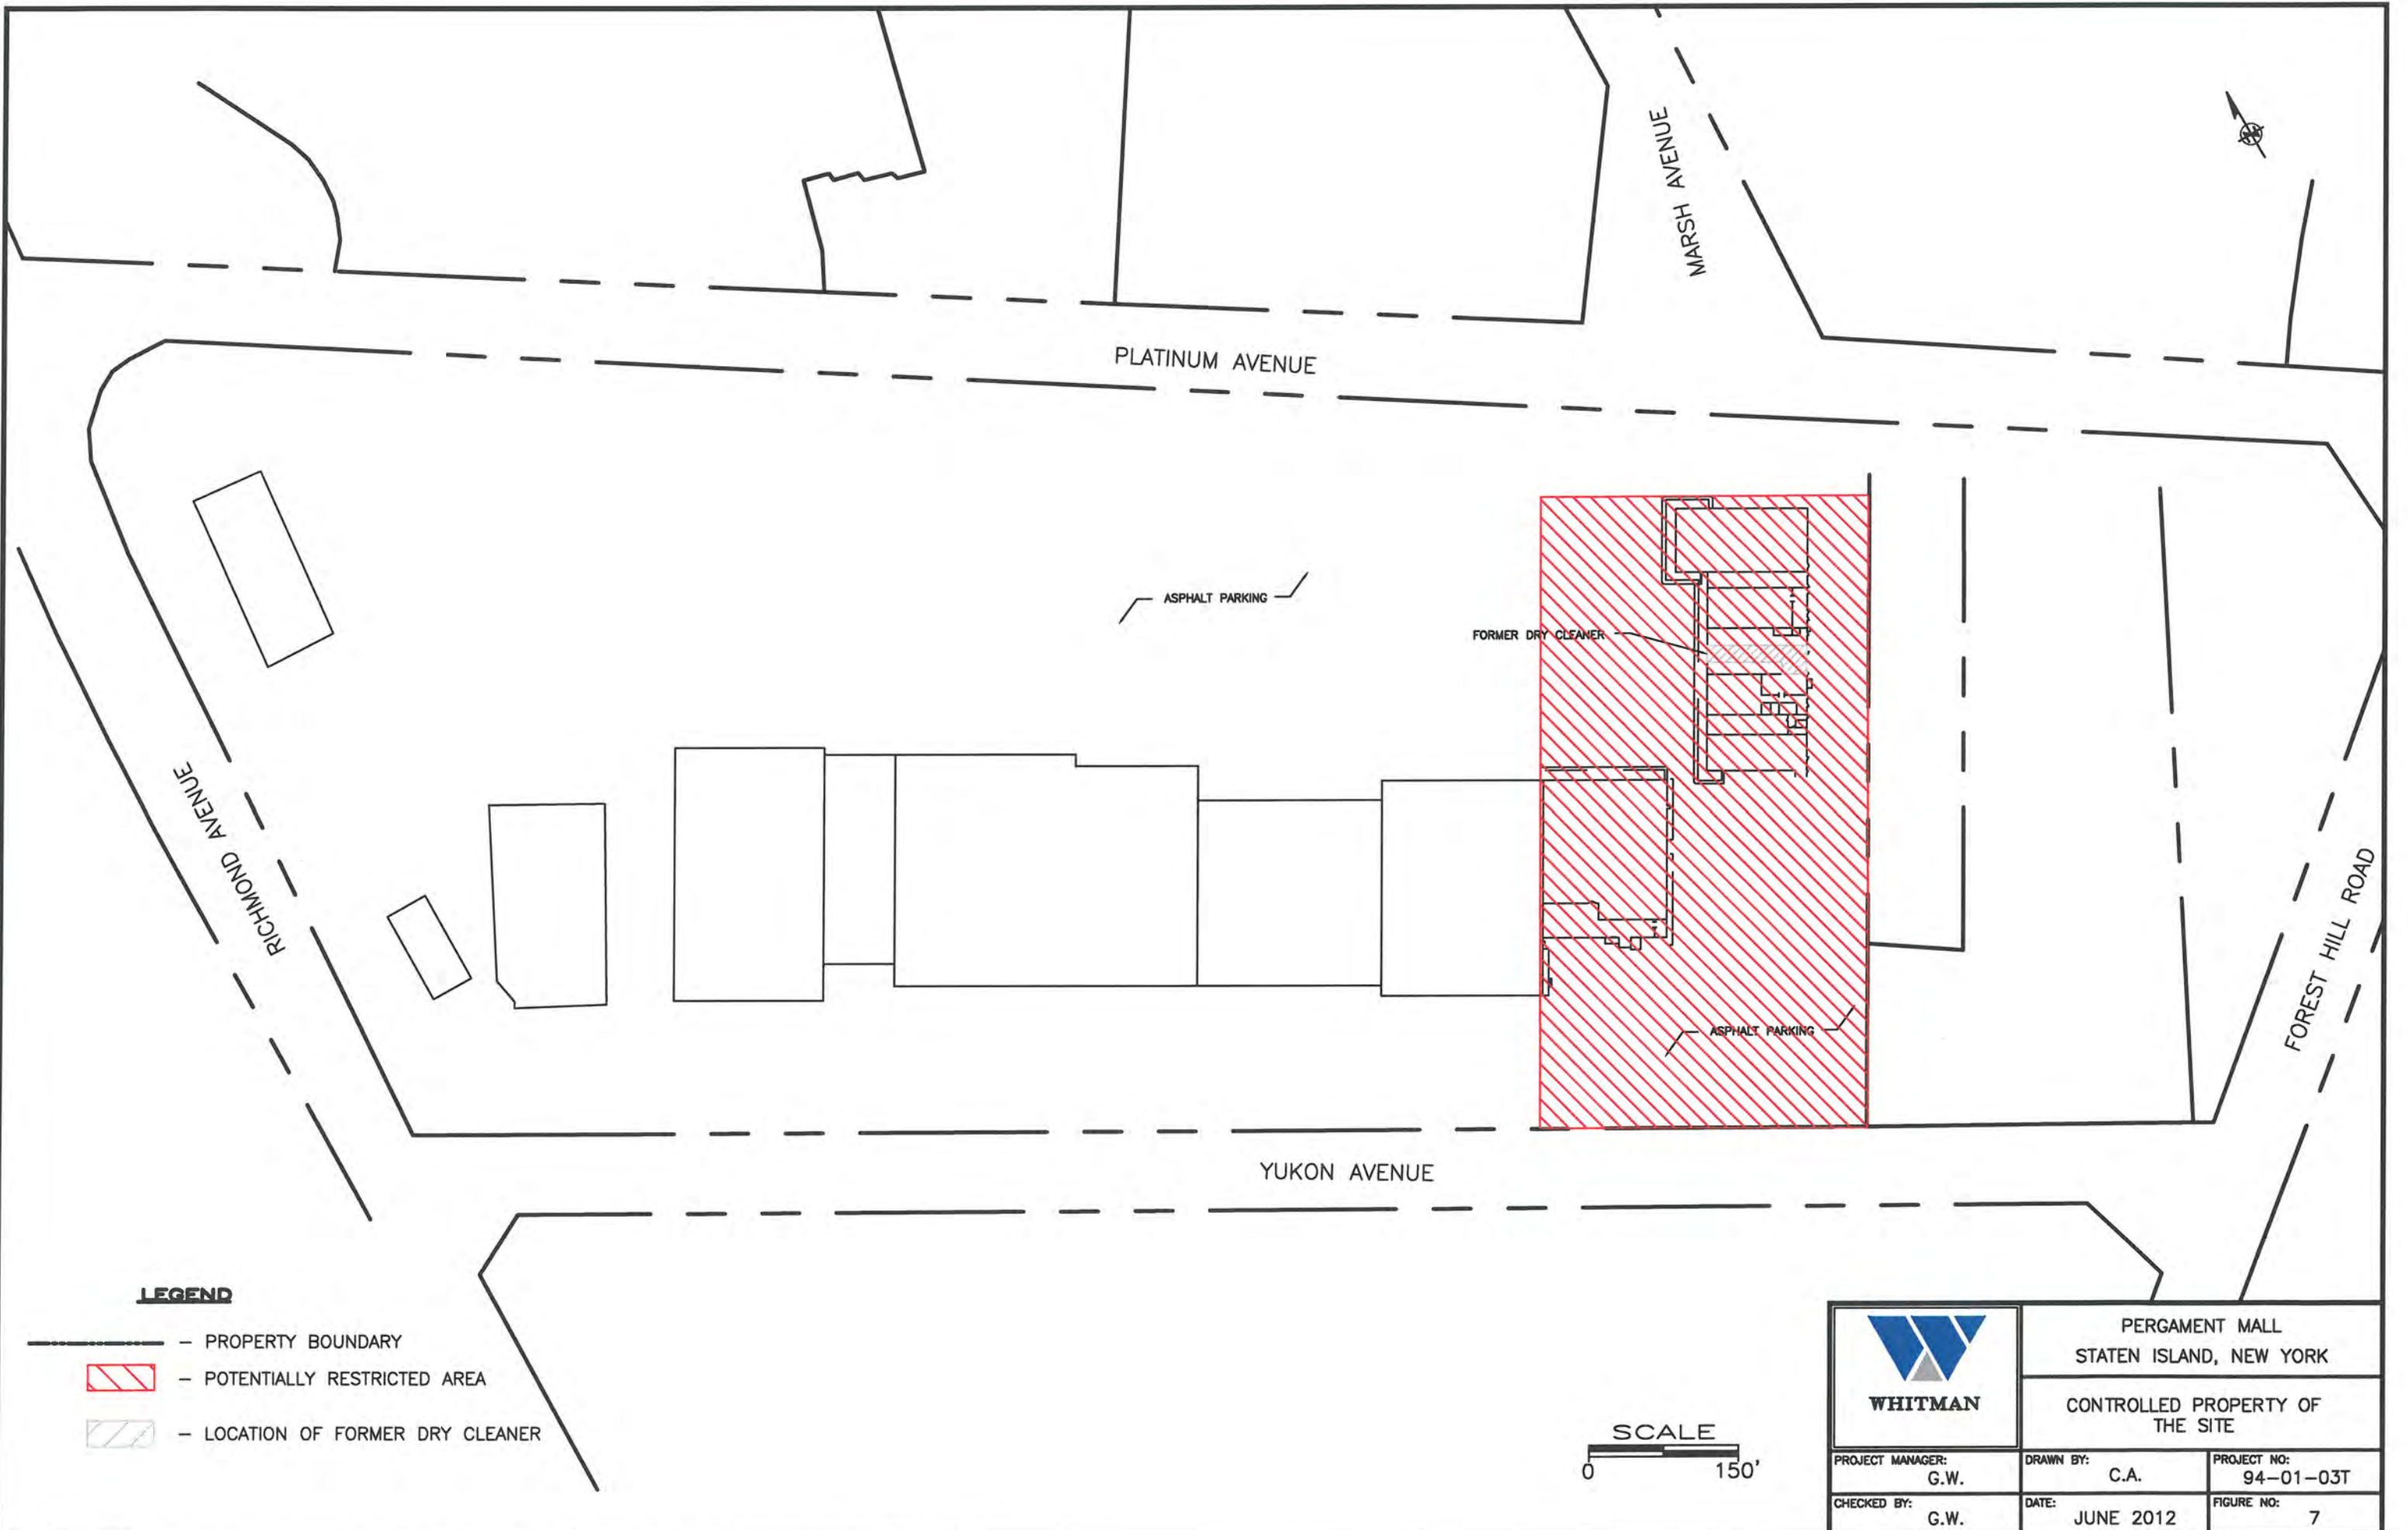 MARSH AVENUE
PLATINUM AVENUE
ASPHALT PARKING
FORMER DRY CLEANER
RICHMOND AVENUE
FOREST HILL ROAD
ASPHALT PARKING
YUKON AVENUE
LEGEND
— PROPERTY BOUNDARY
— POTENTIALLY RESTRICTED AREA
— LOCATION OF FORMER DRY CLEANER
SCALE
0 150'
WHITMAN
PERGAMENT MALL
STATEN ISLAND, NEW YORK
CONTROLLED PROPERTY OF
THE SITE
PROJECT MANAGER:
G.W.
DRAWN BY:
C.A.
PROJECT NO:
94-01-03T
CHECKED BY:
G.W.
DATE:
JUNE 2012
FIGURE NO:
7